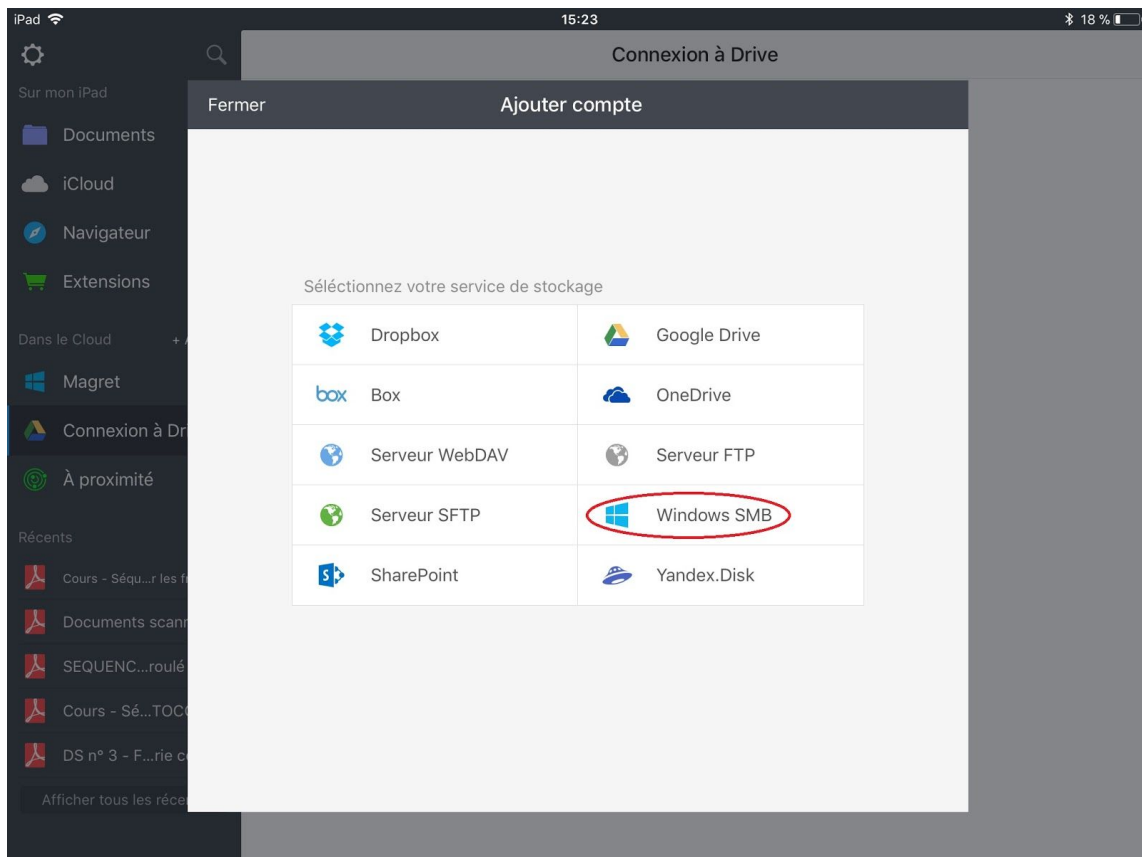 iPad 15:23 18 %
Connexion à Drive
Sur mon iPad
Documents
iCloud
Navigateur
Extensions
Dans le Cloud +
Magret
Connexion à Dri
À proximité
Récents
Cours - Séqu...r les f
Documents scann
SEQUENC...roulé
Cours - Sé...TOCO
DS n° 3 - F...rie c
Afficher tous les réce
Fermer Ajouter compte
Séléctionnez votre service de stockage
Dropbox Google Drive
box Box OneDrive
Serveur WebDAV Serveur FTP
Serveur SFTP Windows SMB
S SharePoint Yandex.Disk